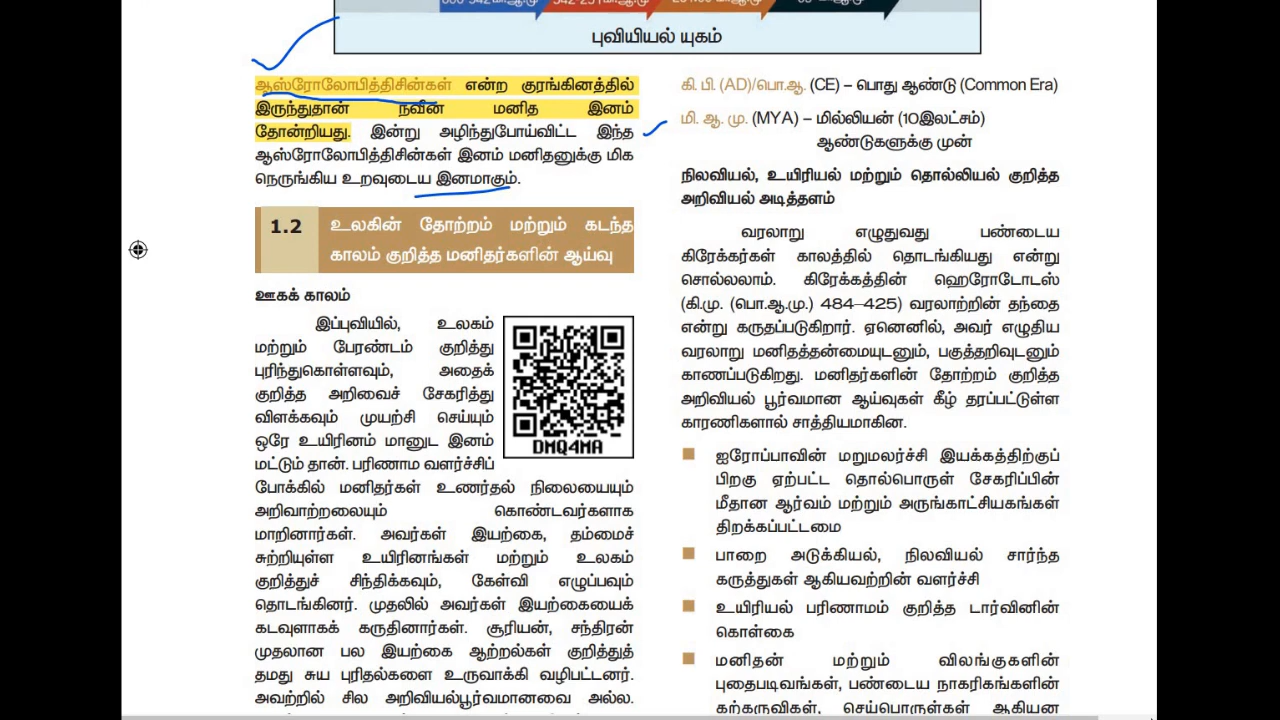 புவியியல் யுகம்
ஆஸ்ரோலோபித்திசின்கள் என்ற குரங்கினத்தில்
இருந்துதான் நவீன மனித இனம்
தோன்றியது. இன்று அழிந்துபோய்விட்ட இந்த
ஆஸ்ரோலோபித்திசின்கள் இனம் மனிதனுக்கு மிக
நெருங்கிய உறவுடைய இனமாகும்.
1.2 உலகின் தோற்றம் மற்றும் கடந்த
காலம் குறித்த மனிதர்களின் ஆய்வு
ஊகக் காலம்
இப்புவியில், உலகம்
மற்றும் பேரண்டம் குறித்து
புரிந்துகொள்ளவும், அதைக்
குறித்த அறிவைச் சேகரித்து
விளக்கவும் முயற்சி செய்யும்
ஒரே உயிரினம் மானுட இனம்
மட்டும் தான். பரிணாம வளர்ச்சிப்
DMQ4MA
போக்கில் மனிதர்கள் உணர்தல் நிலையையும்
அறிவாற்றலையும் கொண்டவர்களாக
மாறினார்கள். அவர்கள் இயற்கை, தம்மைச்
சுற்றியுள்ள உயிரினங்கள் மற்றும் உலகம்
குறித்துச் சிந்திக்கவும், கேள்வி எழுப்பவும்
தொடங்கினர். முதலில் அவர்கள் இயற்கையைக்
கடவுளாகக் கருதினார்கள். சூரியன், சந்திரன்
முதலான பல இயற்கை ஆற்றல்கள் குறித்துத்
தமது சுய புரிதல்களை உருவாக்கி வழிபட்டனர்.
அவற்றில் சில அறிவியல்பூர்வமானவை அல்ல.
கி. பி. (AD)/பொ.ஆ. (CE) – பொது ஆண்டு (Common Era)
மி. ஆ. மு. (MYA) – மில்லியன் (10இலட்சம்)
ஆண்டுகளுக்கு முன்
நிலவியல், உயிரியல் மற்றும் தொல்லியல் குறித்த
அறிவியல் அடித்தளம்
வரலாறு எழுதுவது பண்டைய
கிரேக்கர்கள் காலத்தில் தொடங்கியது என்று
சொல்லலாம். கிரேக்கத்தின் ஹெரோடோடஸ்
(கி.மு. (பொ.ஆ.மு.) 484–425) வரலாற்றின் தந்தை
என்று கருதப்படுகிறார். ஏனெனில், அவர் எழுதிய
வரலாறு மனிதத்தன்மையுடனும், பகுத்தறிவுடனும்
காணப்படுகிறது. மனிதர்களின் தோற்றம் குறித்த
அறிவியல் பூர்வமான ஆய்வுகள் கீழ் தரப்பட்டுள்ள
காரணிகளால் சாத்தியமாகின.
ஐரோப்பாவின் மறுமலர்ச்சி இயக்கத்திற்குப்
பிறகு ஏற்பட்ட தொல்பொருள் சேகரிப்பின்
மீதான ஆர்வம் மற்றும் அருங்காட்சியகங்கள்
திறக்கப்பட்டமை
பாறை அடுக்கியல், நிலவியல் சார்ந்த
கருத்துகள் ஆகியவற்றின் வளர்ச்சி
உயிரியல் பரிணாமம் குறித்த டார்வினின்
கொள்கை
மனிதன் மற்றும் விலங்குகளின்
புதைபடிவங்கள், பண்டைய நாகரிகங்களின்
கற்கருவிகள், செய்பொருள்கள் ஆகியன